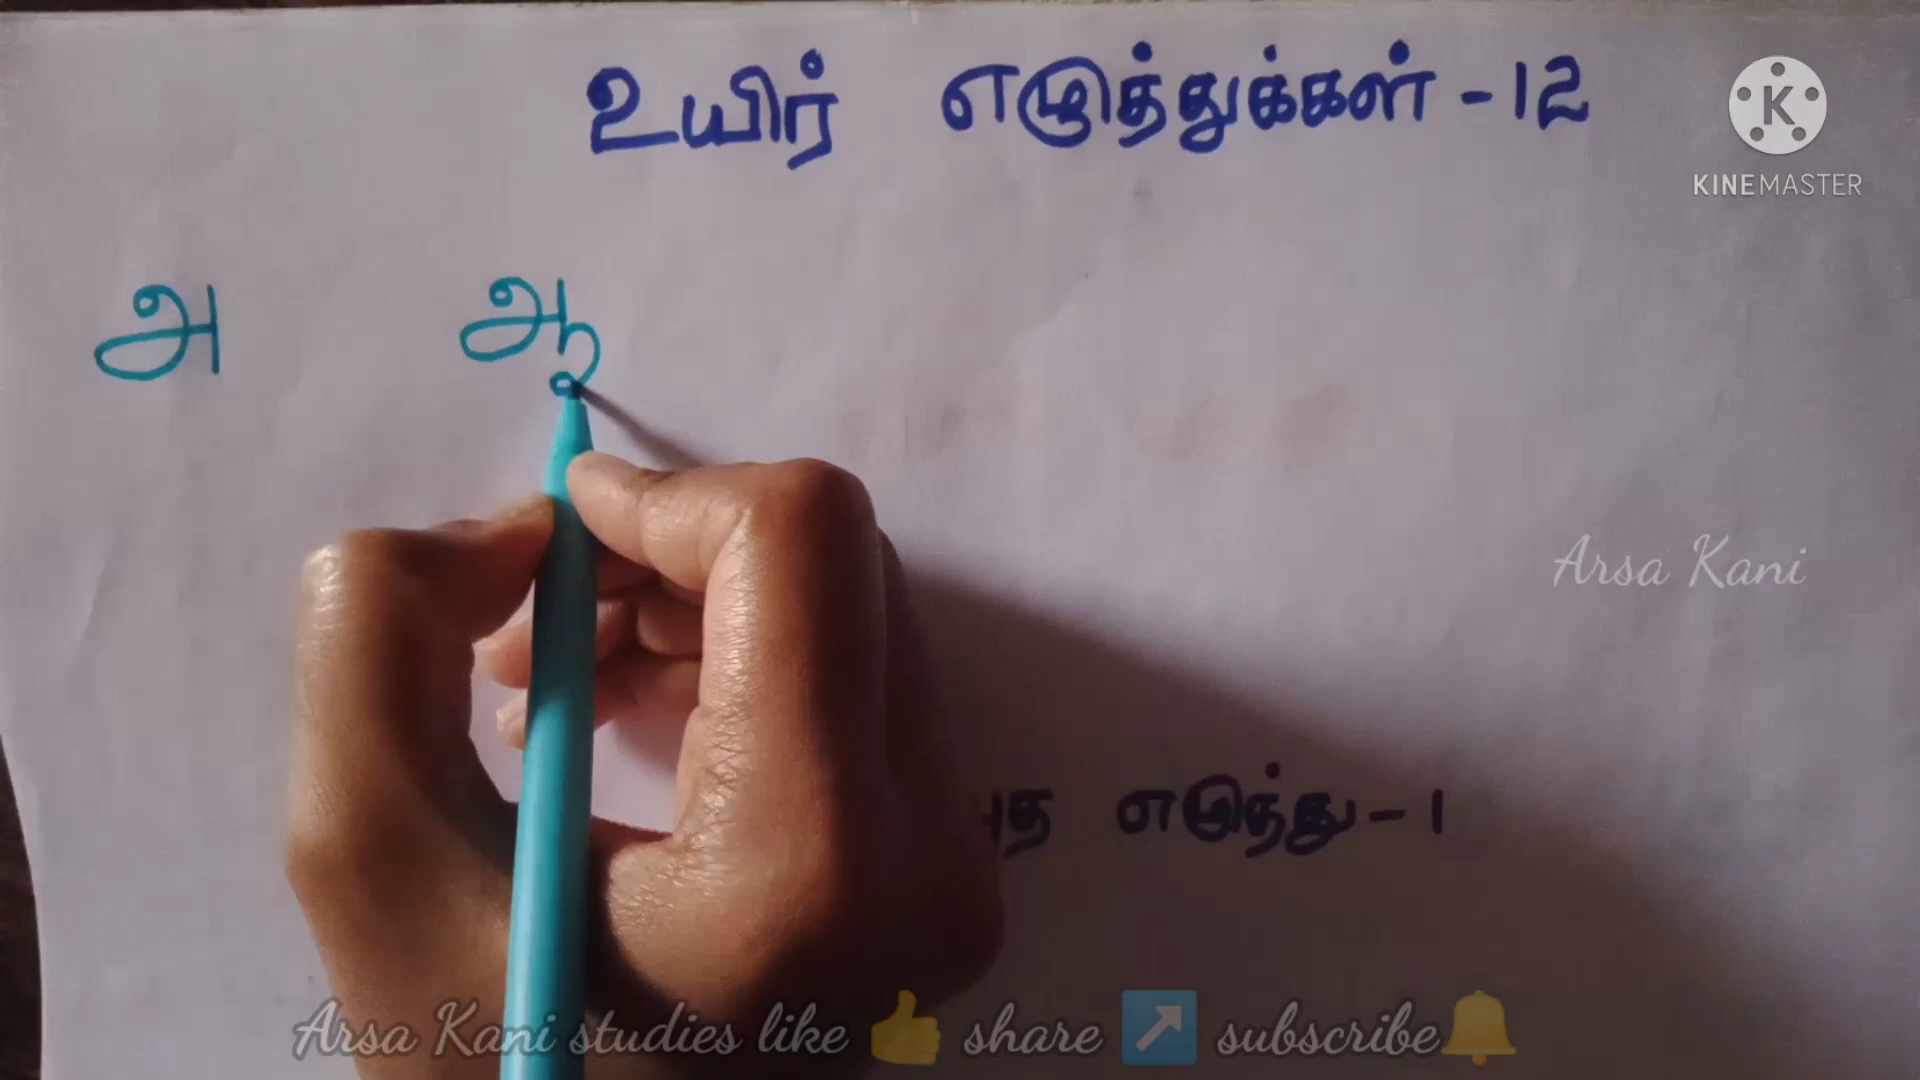 உயிர் எழுத்துக்கள் - 12
KINEMASTER
அ ஆ
Arsa Kani
எழுத்து - 1
Arsa Kani studies like 👍 share ↗️ subscribe 🔔